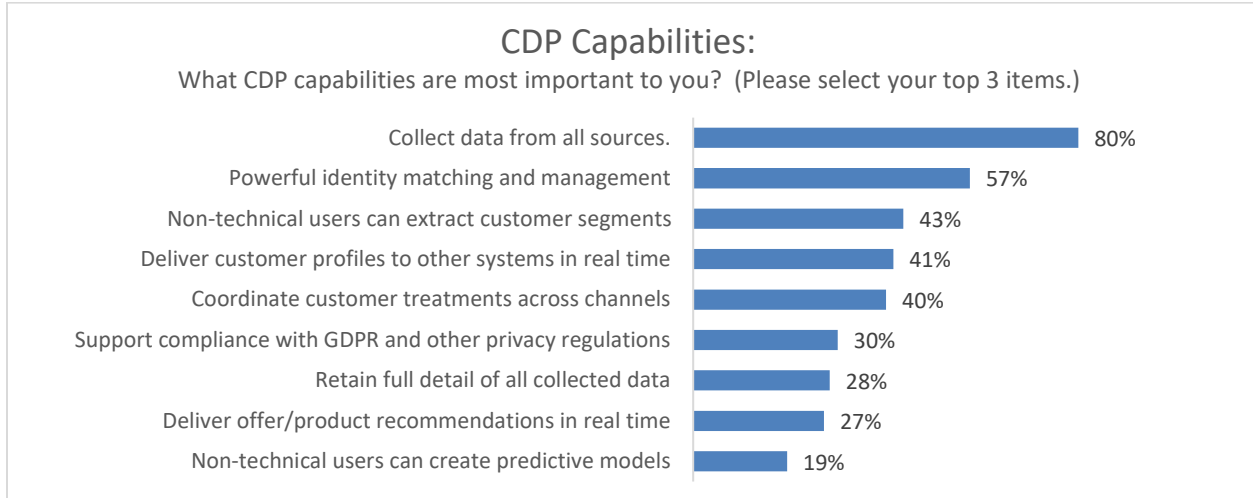 CDP Capabilities:
What CDP capabilities are most important to you?  (Please select your top 3 items.)
Collect data from all sources. 80%
Powerful identity matching and management 57%
Non-technical users can extract customer segments 43%
Deliver customer profiles to other systems in real time 41%
Coordinate customer treatments across channels 40%
Support compliance with GDPR and other privacy regulations 30%
Retain full detail of all collected data 28%
Deliver offer/product recommendations in real time 27%
Non-technical users can create predictive models 19%